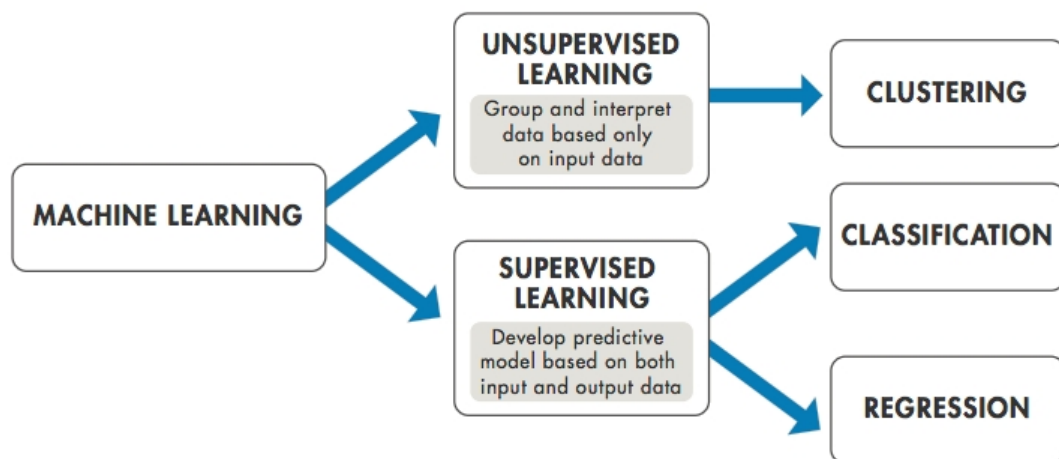 MACHINE LEARNING
UNSUPERVISED
LEARNING
Group and interpret
data based only
on input data
SUPERVISED
LEARNING
Develop predictive
model based on both
input and output data
CLUSTERING
CLASSIFICATION
REGRESSION